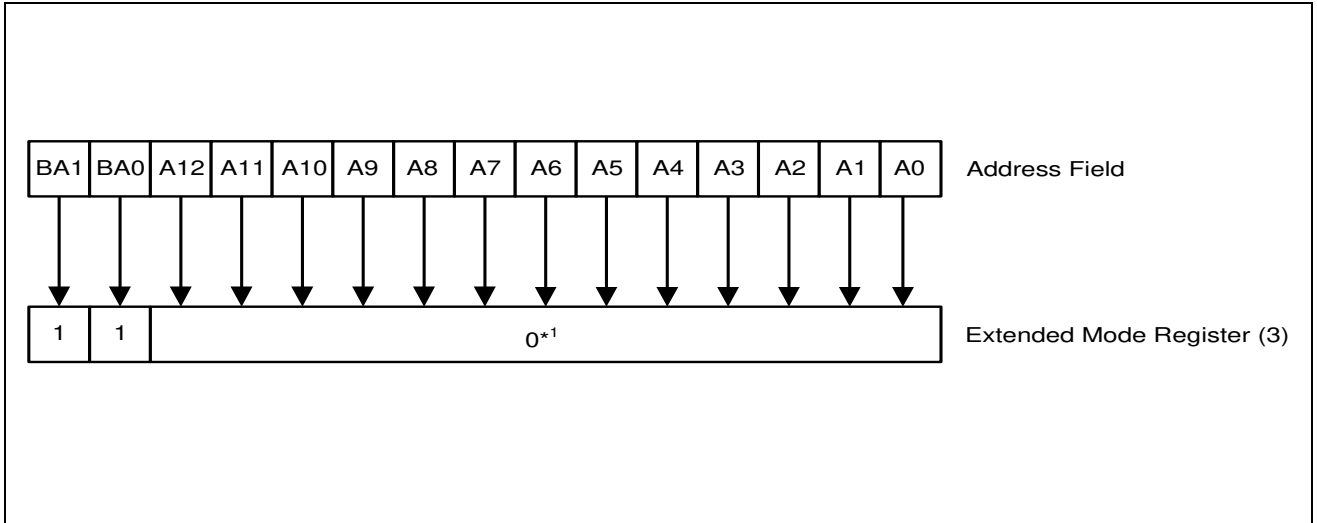 BA1 BA0 A12 A11 A10 A9 A8 A7 A6 A5 A4 A3 A2 A1 A0 Address Field
1 1 0*1 Extended Mode Register (3)